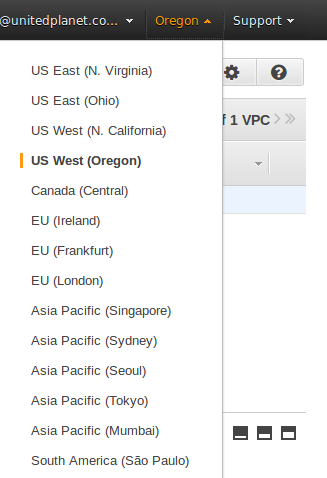 @unitedplanet.co... Oregon Support
US East (N. Virginia)
US East (Ohio)
US West (N. California)
f 1 VPC
US West (Oregon)
Canada (Central)
EU (Ireland)
EU (Frankfurt)
EU (London)
Asia Pacific (Singapore)
Asia Pacific (Sydney)
Asia Pacific (Seoul)
Asia Pacific (Tokyo)
Asia Pacific (Mumbai)
South America (São Paulo)